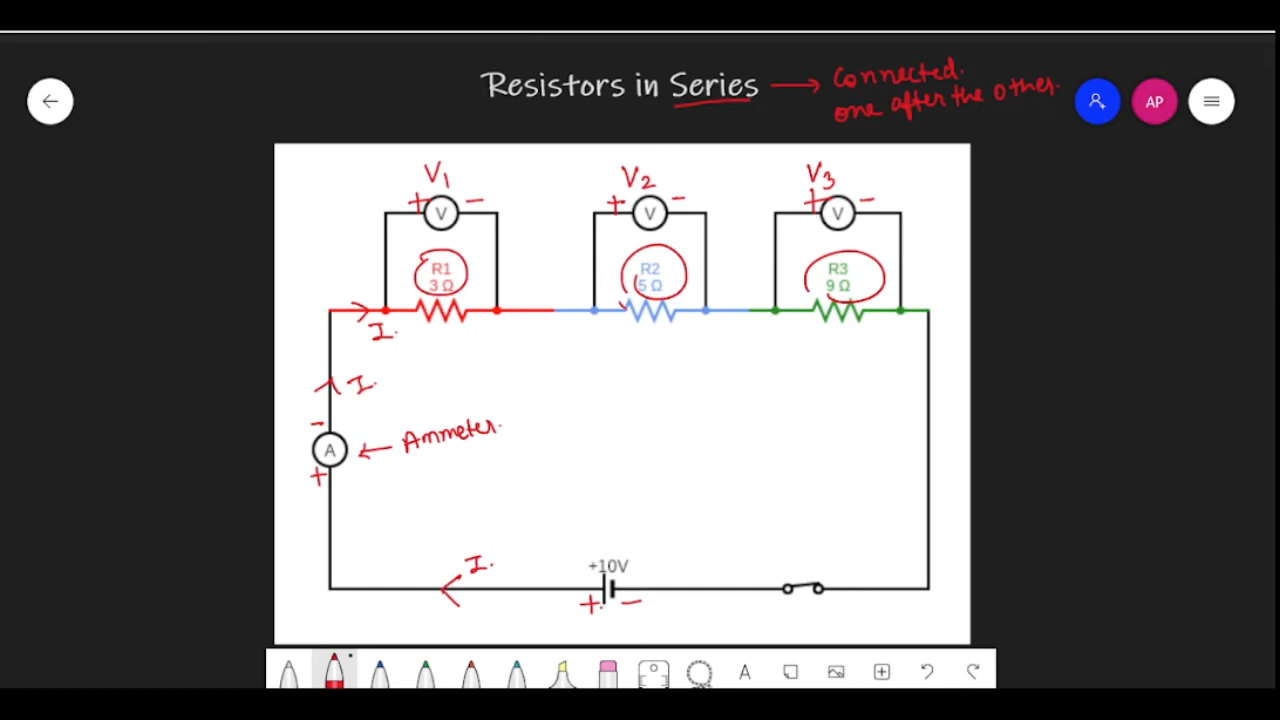 Resistors in Series → Connected.
one after the other.
AP
V1
V2
V3
+ -
+ -
+ -
V
V
V
R1
3 Ω
R2
5 Ω
R3
9 Ω
I.
I.
-
A ← Ammeter.
+
I.
+10V
+. -
A